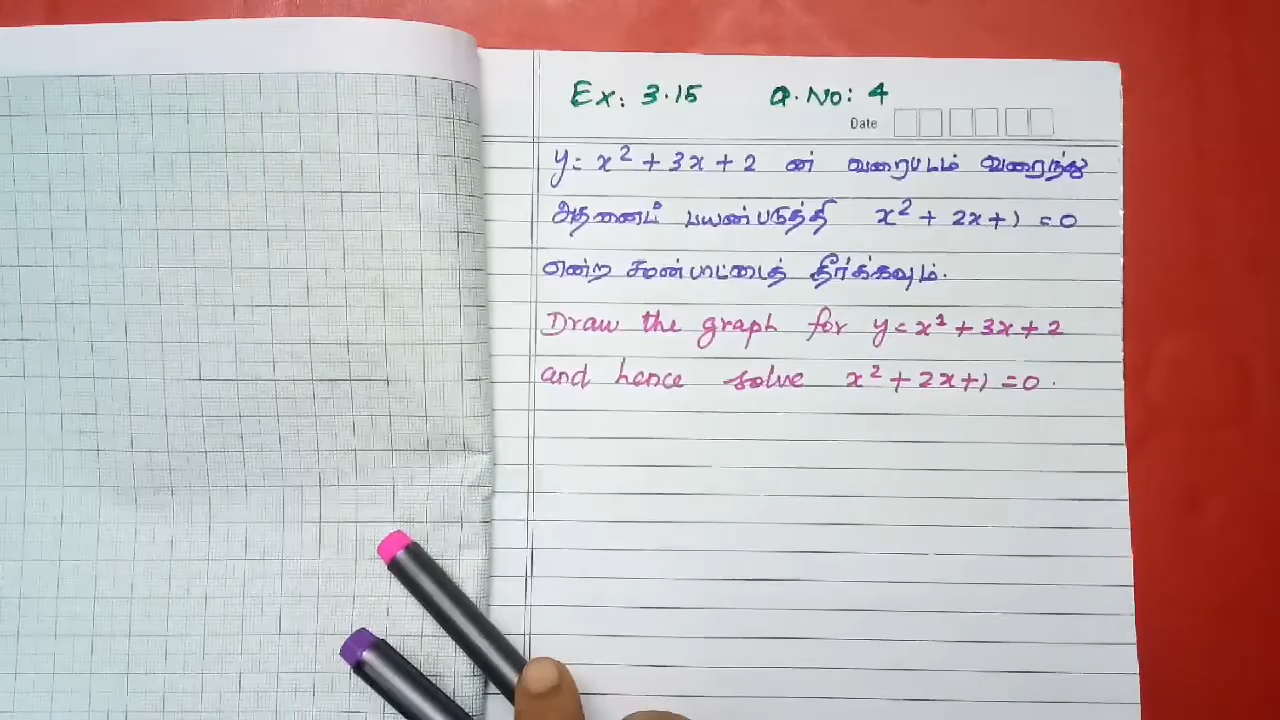 Ex: 3.15 Q.No: 4
Date
y = x² + 3x + 2 ன் வரைபடம் வரைந்து
அதனைப் பயன்படுத்தி x² + 2x + 1 = 0
என்ற சமன்பாட்டைத் தீர்க்கவும்.
Draw the graph for y = x² + 3x + 2
and hence solve x² + 2x + 1 = 0.